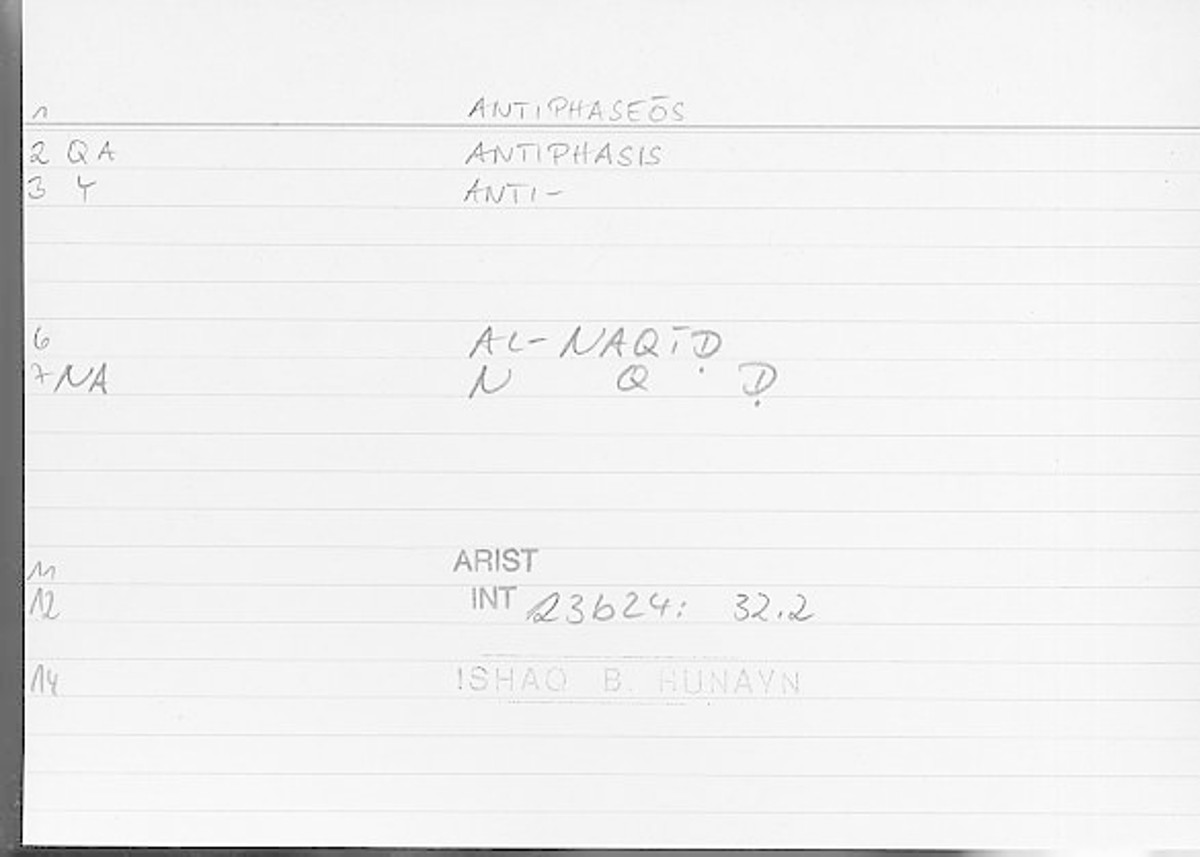 1 ANTIPHASEŌS
2 QA ANTIPHASIS
3 Y ANTI-
6 AL-NAQĪḌ
7 NA N Q Ḍ
11 ARIST
12 INT 23b24: 32.2
14 ISHAQ B. HUNAYN